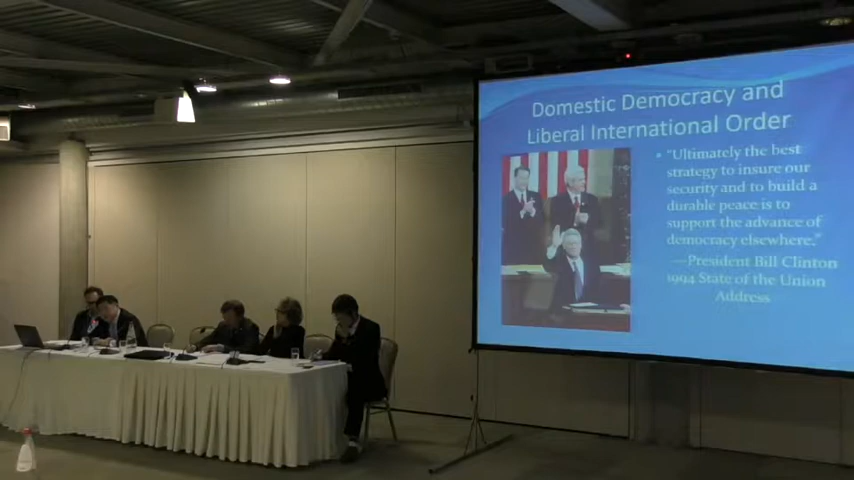 Domestic Democracy and
Liberal International Order
• "Ultimately the best
strategy to insure our
security and to build a
durable peace is to
support the advance of
democracy elsewhere."
—President Bill Clinton
1994 State of the Union
Address